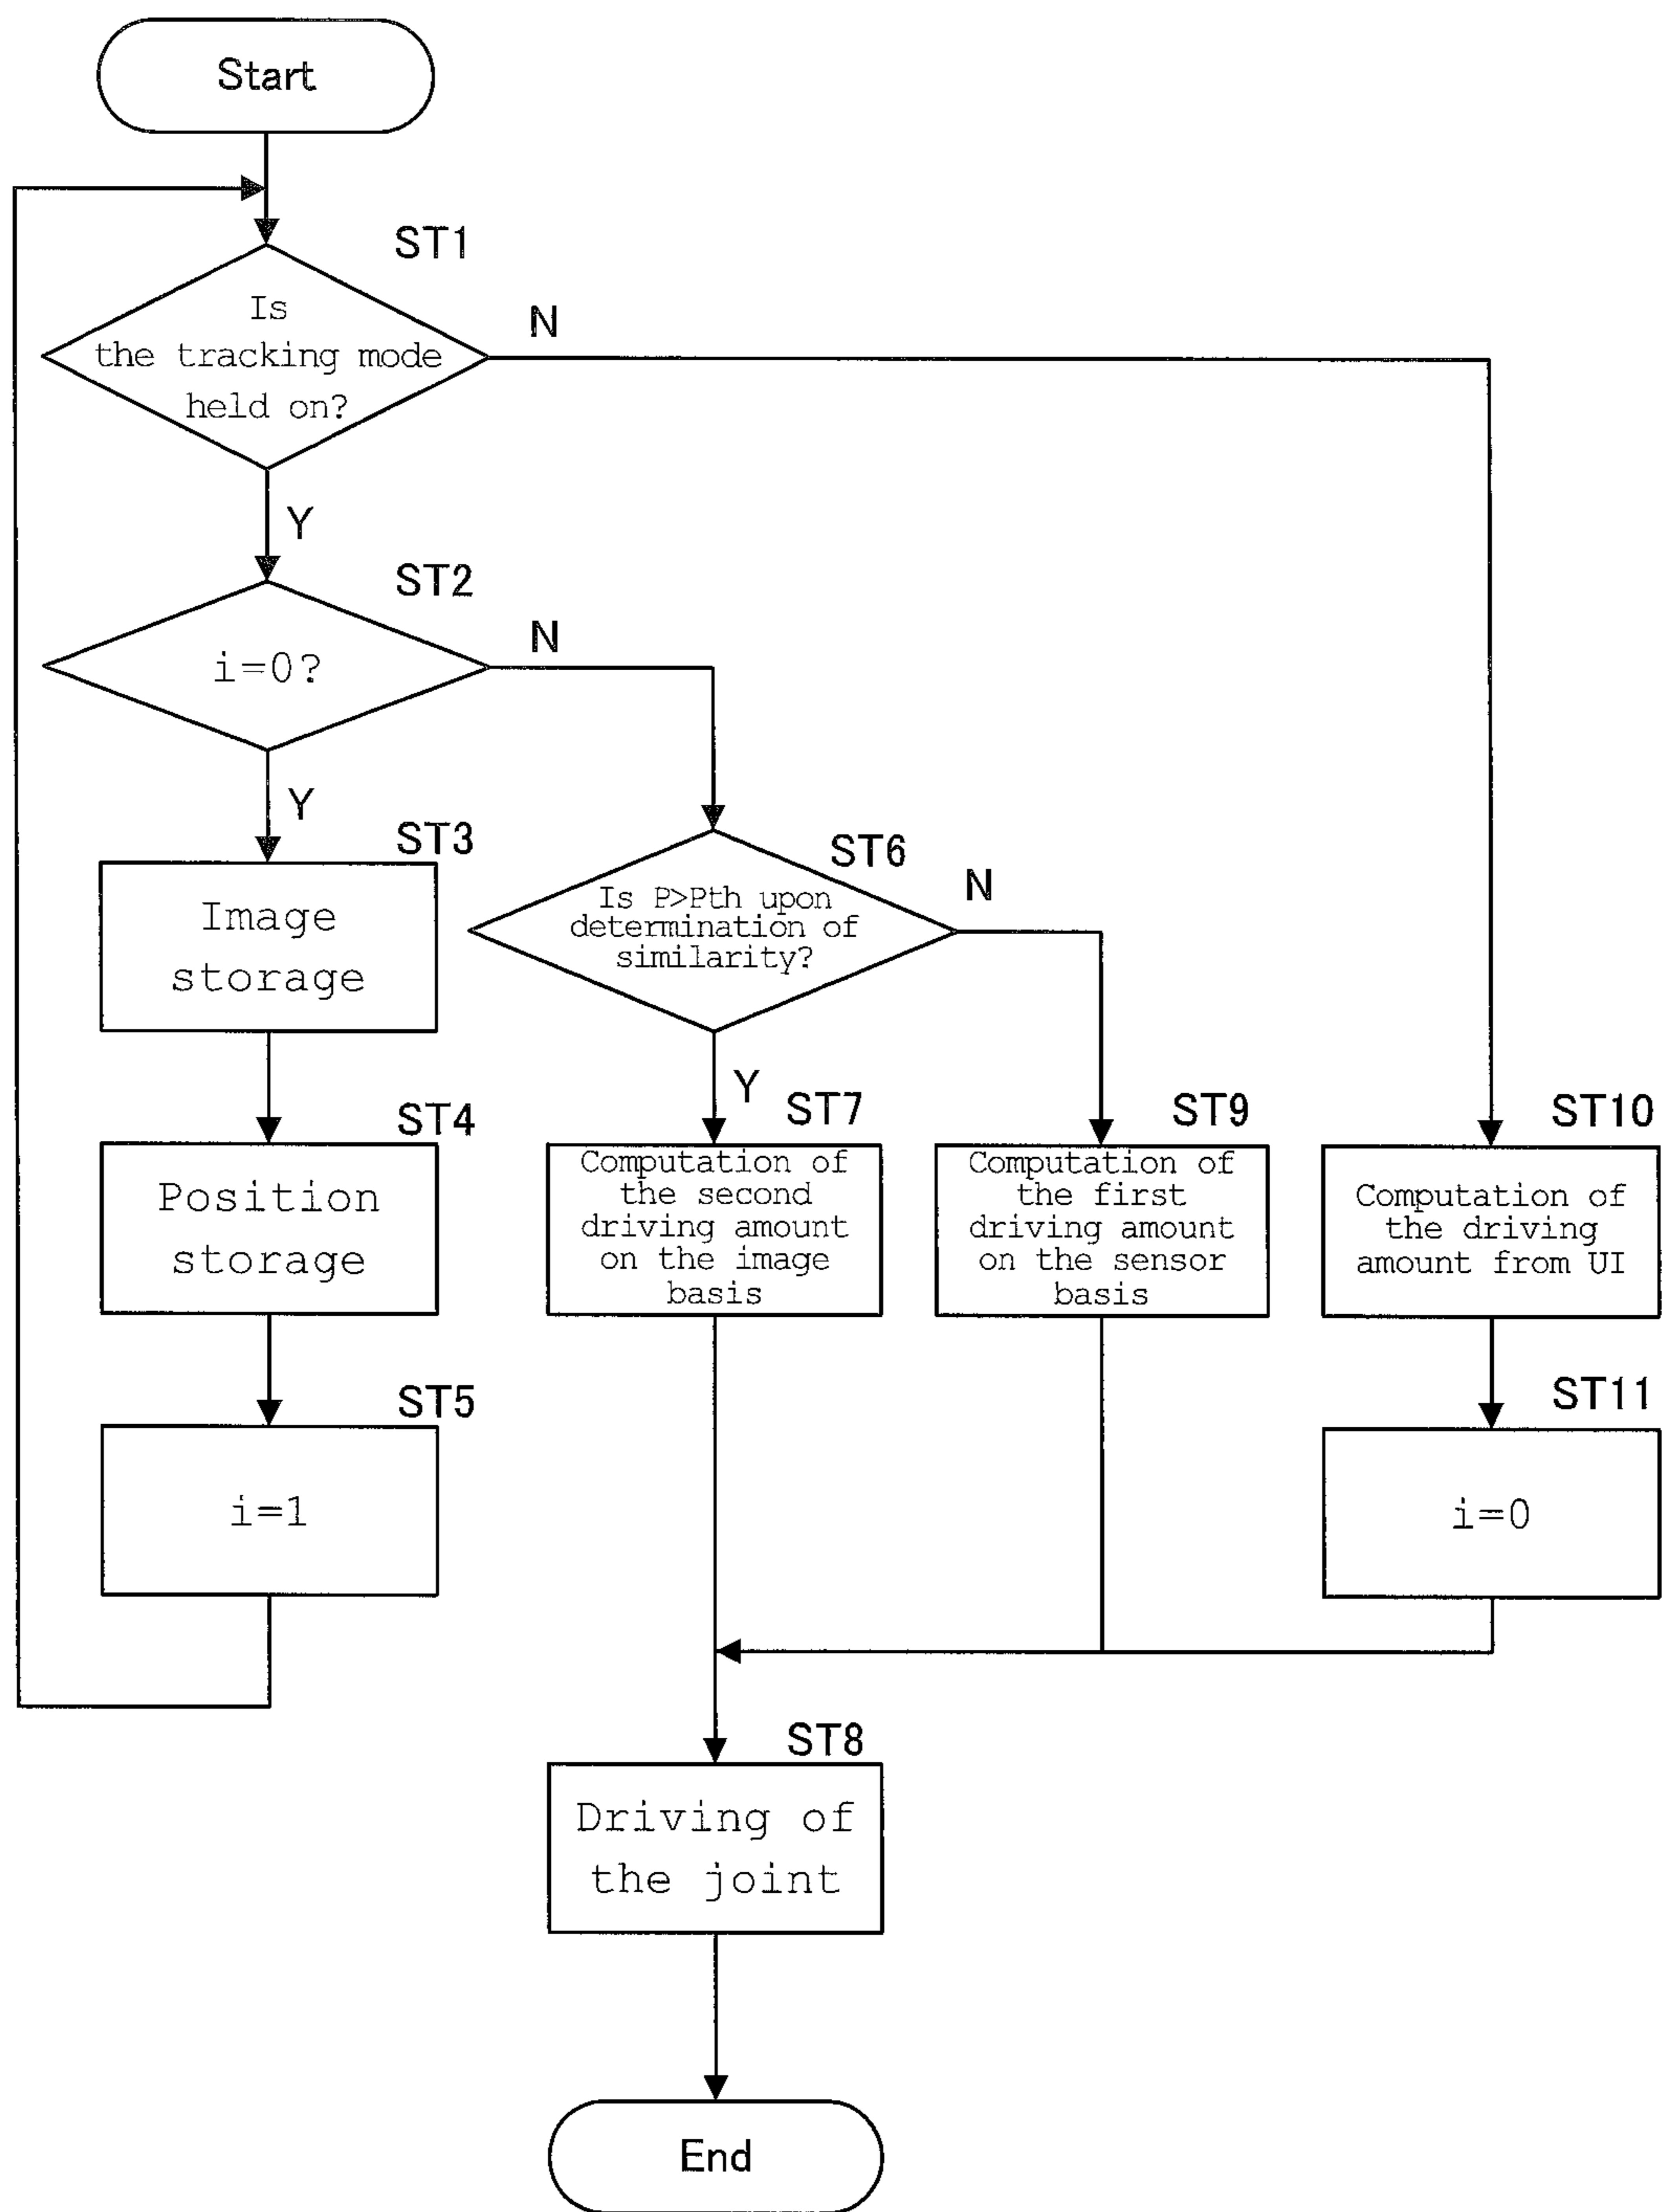 Start
ST1
Is
the tracking mode
held on?
N
Y
ST2
i=0?
N
Y
ST3
Image
storage
ST6
Is P>Pth upon
determination of
similarity?
N
Y
ST4
Position
storage
ST7
Computation of
the second
driving amount
on the image
basis
ST9
Computation of
the first
driving amount
on the sensor
basis
ST10
Computation of
the driving
amount from UI
ST5
i=1
ST11
i=0
ST8
Driving of
the joint
End